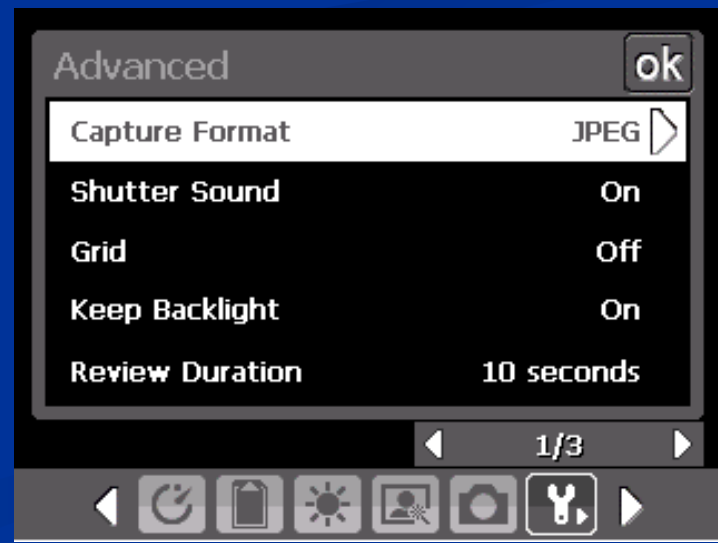 Advanced ok
Capture Format JPEG
Shutter Sound On
Grid Off
Keep Backlight On
Review Duration 10 seconds
1/3